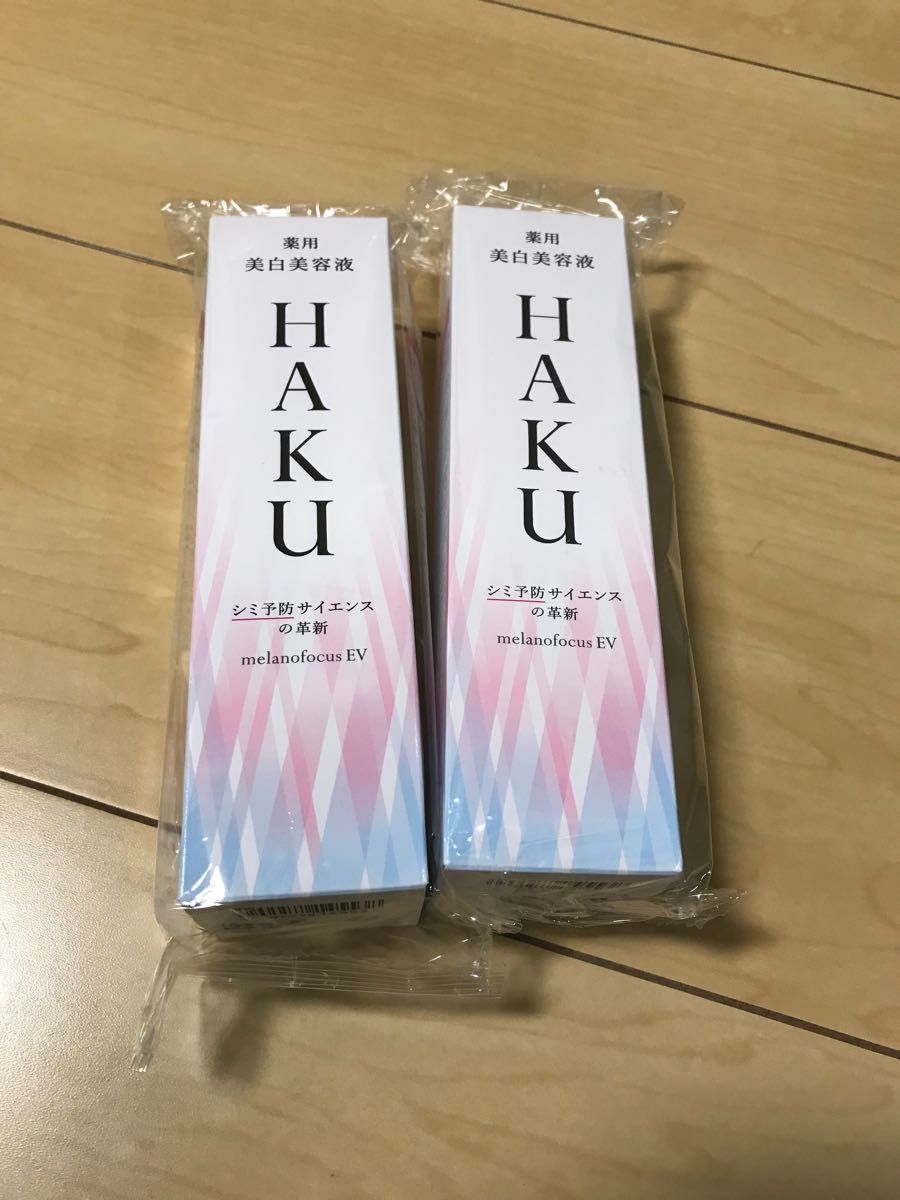 薬用
美白美容液
HAKU
シミ予防サイエンス
の革新
melanofocus EV
薬用
美白美容液
HAKU
シミ予防サイエンス
の革新
melanofocus EV